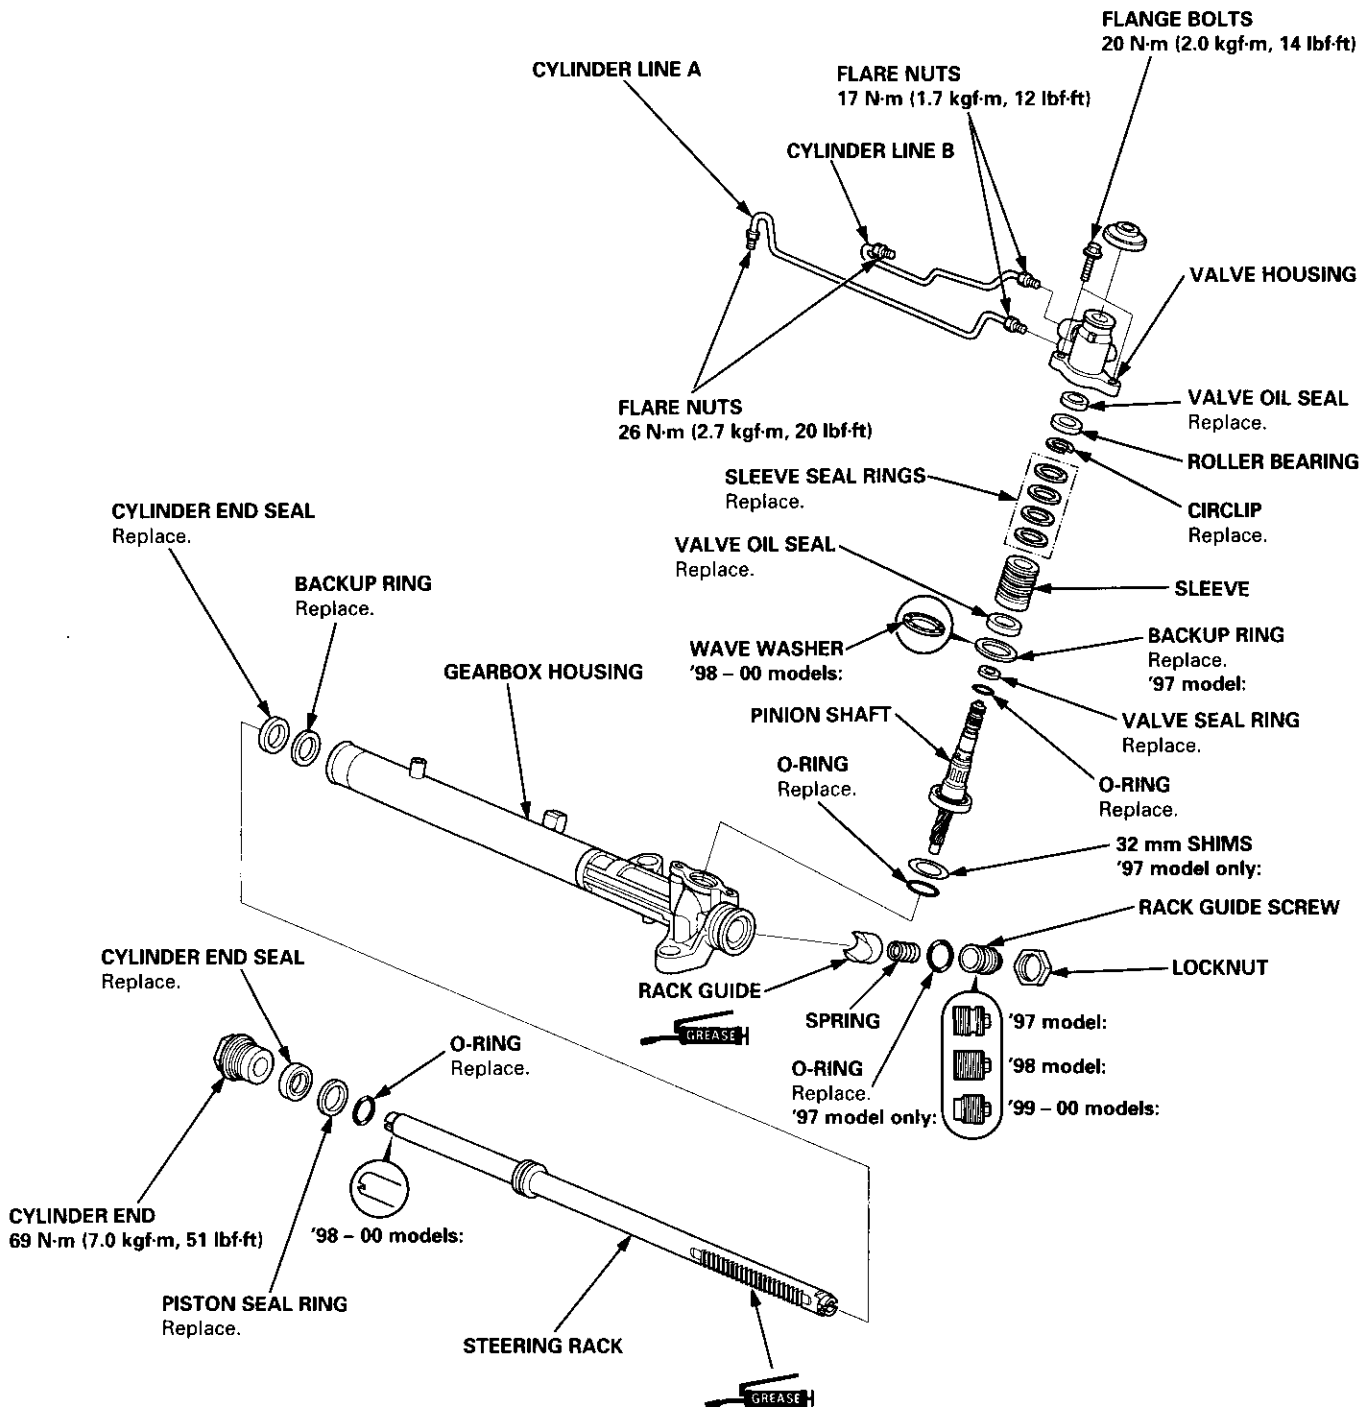 FLANGE BOLTS
20 N·m (2.0 kgf·m, 14 lbf·ft)
CYLINDER LINE A
FLARE NUTS
17 N·m (1.7 kgf·m, 12 lbf·ft)
CYLINDER LINE B
VALVE HOUSING
FLARE NUTS
26 N·m (2.7 kgf·m, 20 lbf·ft)
VALVE OIL SEAL
Replace.
ROLLER BEARING
SLEEVE SEAL RINGS
Replace.
CIRCLIP
Replace.
CYLINDER END SEAL
Replace.
VALVE OIL SEAL
Replace.
SLEEVE
BACKUP RING
Replace.
WAVE WASHER
'98 – 00 models:
BACKUP RING
Replace.
'97 model:
GEARBOX HOUSING
PINION SHAFT
VALVE SEAL RING
Replace.
O-RING
Replace.
O-RING
Replace.
32 mm SHIMS
'97 model only:
RACK GUIDE SCREW
CYLINDER END SEAL
Replace.
LOCKNUT
RACK GUIDE
GREASE
SPRING
'97 model:
O-RING
Replace.
'98 model:
O-RING
Replace.
'97 model only:
'99 – 00 models:
CYLINDER END
69 N·m (7.0 kgf·m, 51 lbf·ft)
'98 – 00 models:
PISTON SEAL RING
Replace.
STEERING RACK
GREASE